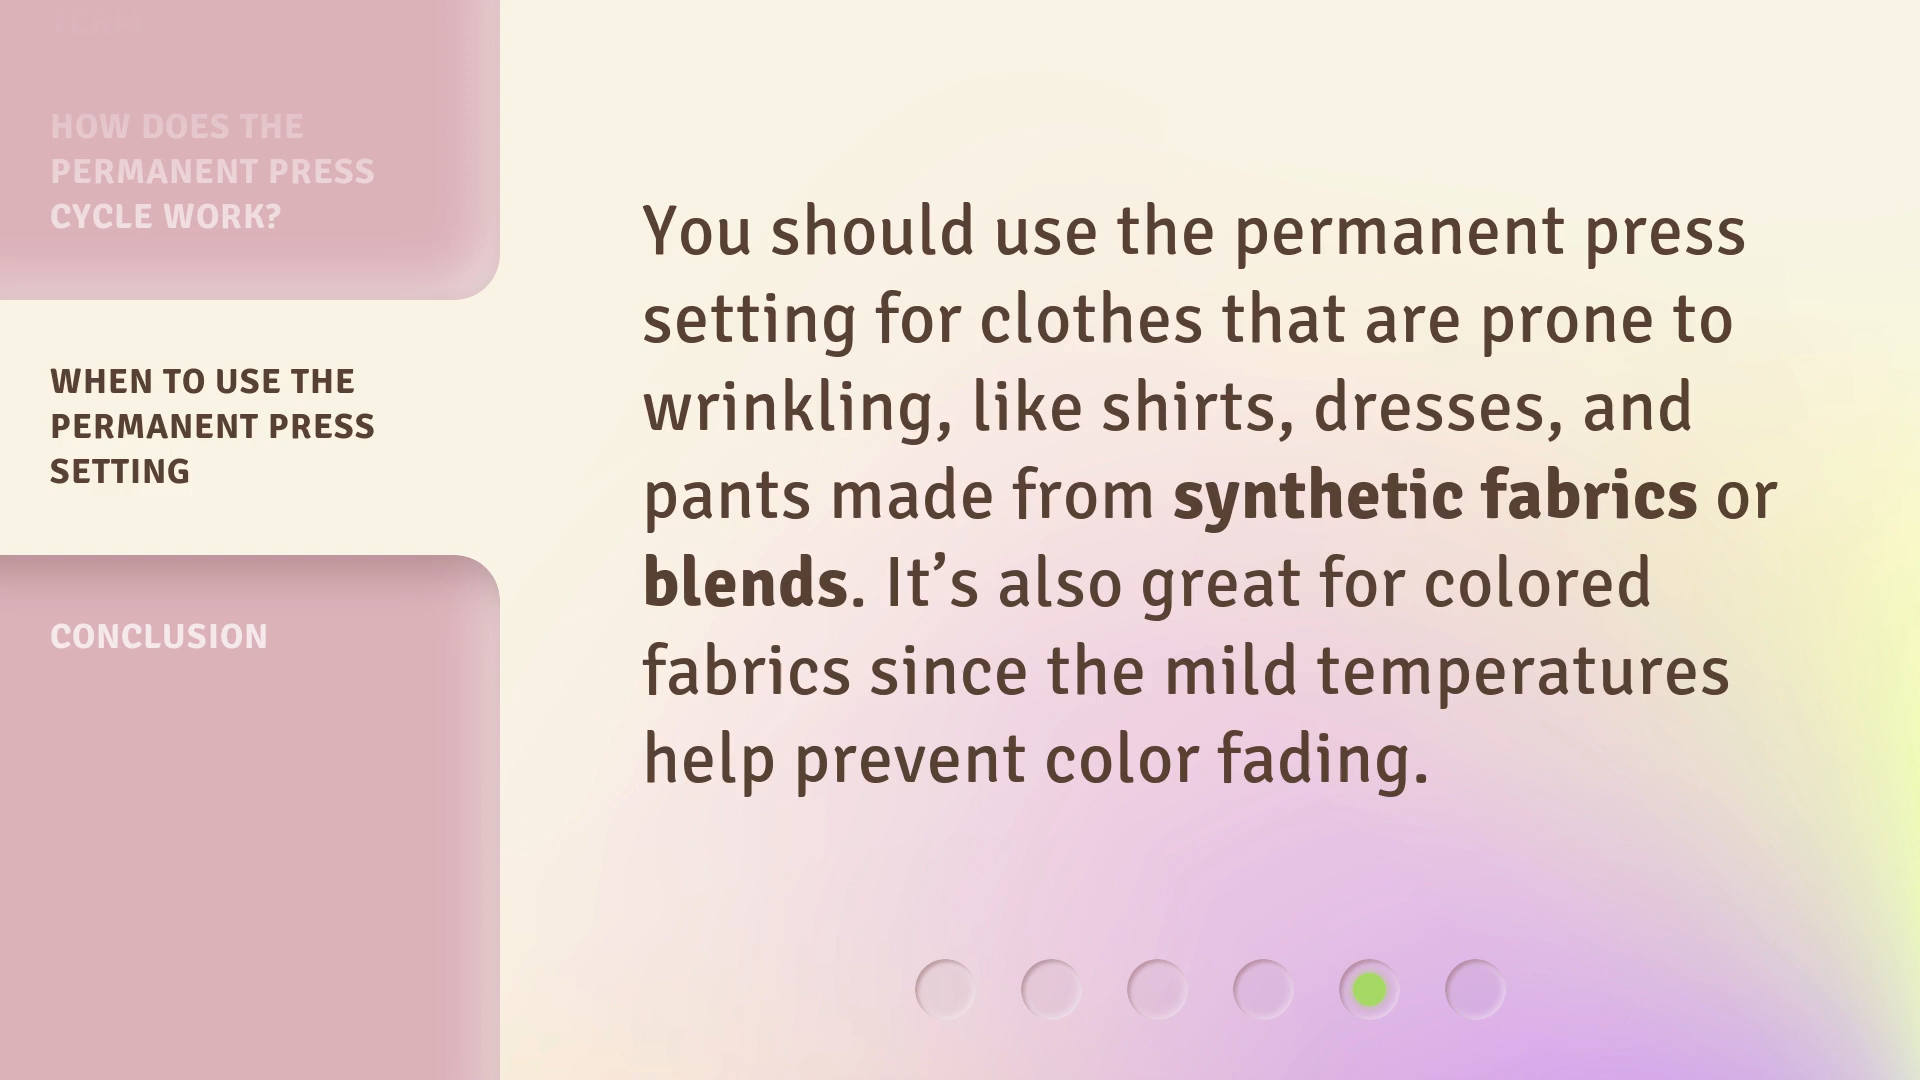 HOW DOES THE
PERMANENT PRESS
CYCLE WORK?
WHEN TO USE THE
PERMANENT PRESS
SETTING
CONCLUSION
You should use the permanent press
setting for clothes that are prone to
wrinkling, like shirts, dresses, and
pants made from synthetic fabrics or
blends. It’s also great for colored
fabrics since the mild temperatures
help prevent color fading.